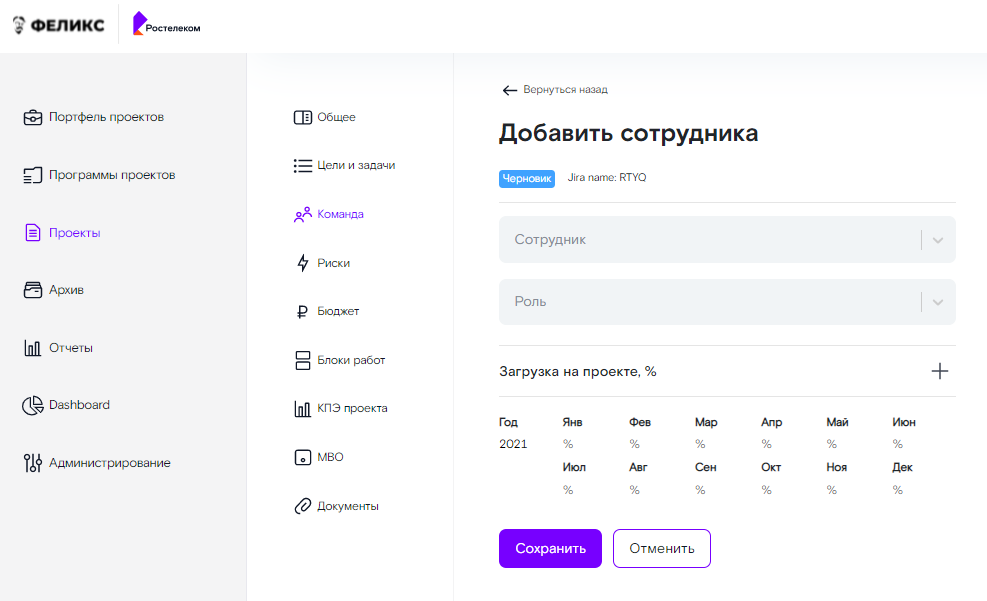 ФЕЛИКС
Ростелеком
Портфель проектов
Программы проектов
Проекты
Архив
Отчеты
Dashboard
Администрирование
Общее
Цели и задачи
Команда
Риски
Бюджет
Блоки работ
КПЭ проекта
МВО
Документы
Вернуться назад
Добавить сотрудника
Черновик Jira name: RTYQ
Сотрудник
Роль
Загрузка на проекте, %
Год Янв Фев Мар Апр Май Июн
2021 % % % % % %
Июл Авг Сен Окт Ноя Дек
% % % % % %
Сохранить Отменить